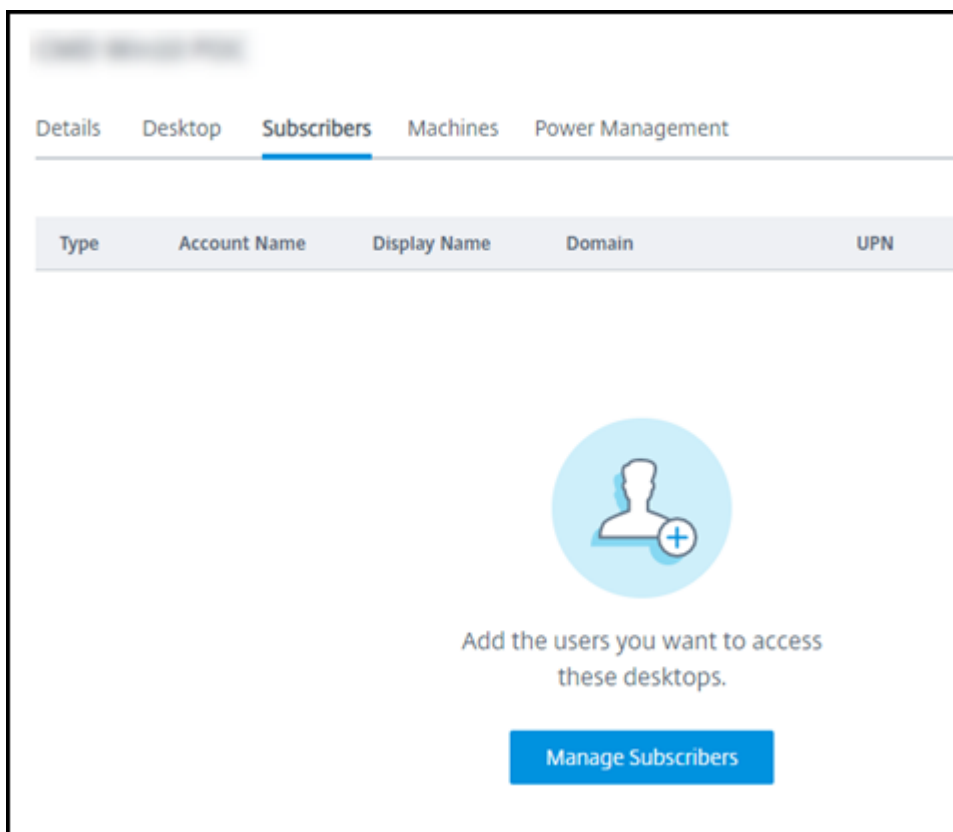 Details Desktop Subscribers Machines Power Management
Type Account Name Display Name Domain UPN
Add the users you want to access
these desktops.
Manage Subscribers